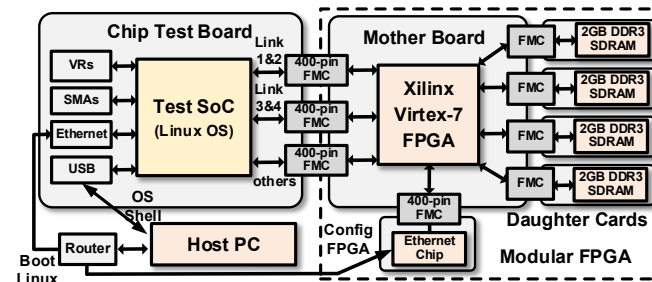 Chip Test Board
VRs
SMAs
Ethernet
USB
Test SoC
(Linux OS)
Link
1&2
Link
3&4
others
400-pin
FMC
400-pin
FMC
400-pin
FMC
Mother Board
Xilinx
Virtex-7
FPGA
FMC
FMC
FMC
FMC
2GB DDR3
SDRAM
2GB DDR3
SDRAM
2GB DDR3
SDRAM
2GB DDR3
SDRAM
400-pin
FMC
Daughter Cards
OS
Shell
Router
Host PC
Config
FPGA
Ethernet
Chip
Modular FPGA
Boot
Linux